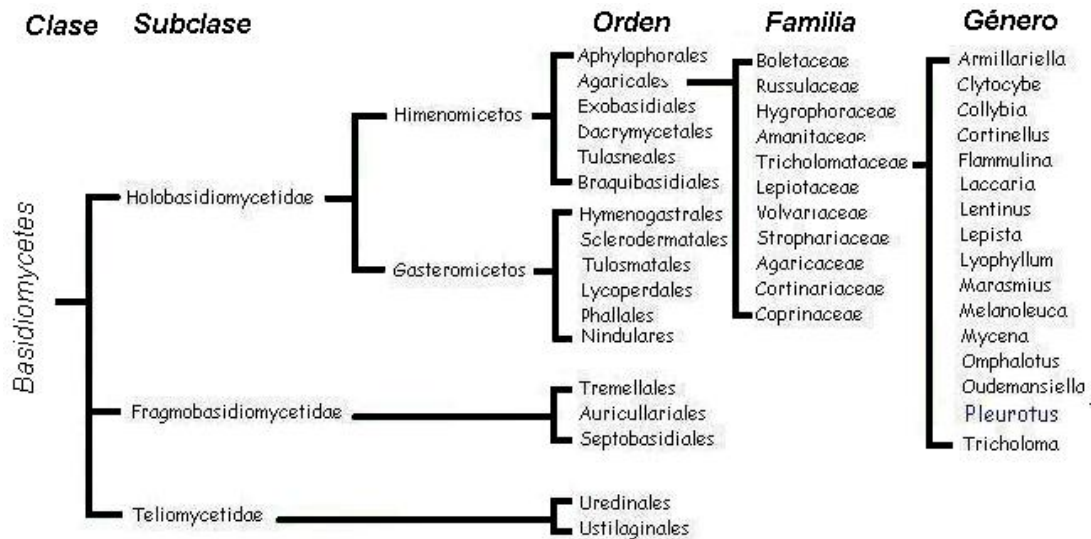 Clase Subclase Orden Familia Género
Basidiomycetes
Holobasidiomycetidae
Himenomicetos
Aphylophorales
Agaricales
Exobasidiales
Dacrymycetales
Tulasneales
Braquibasidiales
Gasteromicetos
Hymenogastrales
Sclerodermatales
Tulosmatales
Lycoperdales
Phallales
Nindulares
Fragmobasidiomycetidae
Tremellales
Auricullariales
Septobasidiales
Teliomycetidae
Uredinales
Ustilaginales
Boletaceae
Russulaceae
Hygrophoraceae
Amanitaceae
Tricholomataceae
Lepiotaceae
Volvariaceae
Strophariaceae
Agaricaceae
Cortinariaceae
Coprinaceae
Armillariella
Clytocybe
Collybia
Cortinellus
Flammulina
Laccaria
Lentinus
Lepista
Lyophyllum
Marasmius
Melanoleuca
Mycena
Omphalotus
Oudemansiella
Pleurotus
Tricholoma